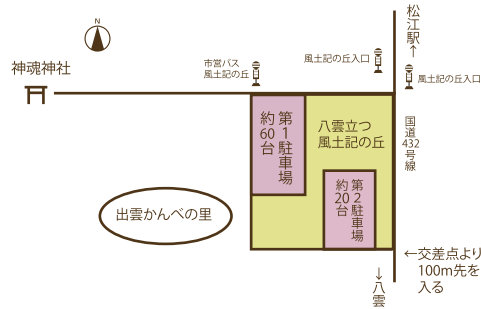 N
松江駅↑
神魂神社
市営バス
風土記の丘
風土記の丘入口
風土記の丘入口
第1駐車場
約60台
八雲立つ
風土記の丘
国道432号線
第2駐車場
約20台
出雲かんべの里
←交差点より
100m先を
入る
↓八雲